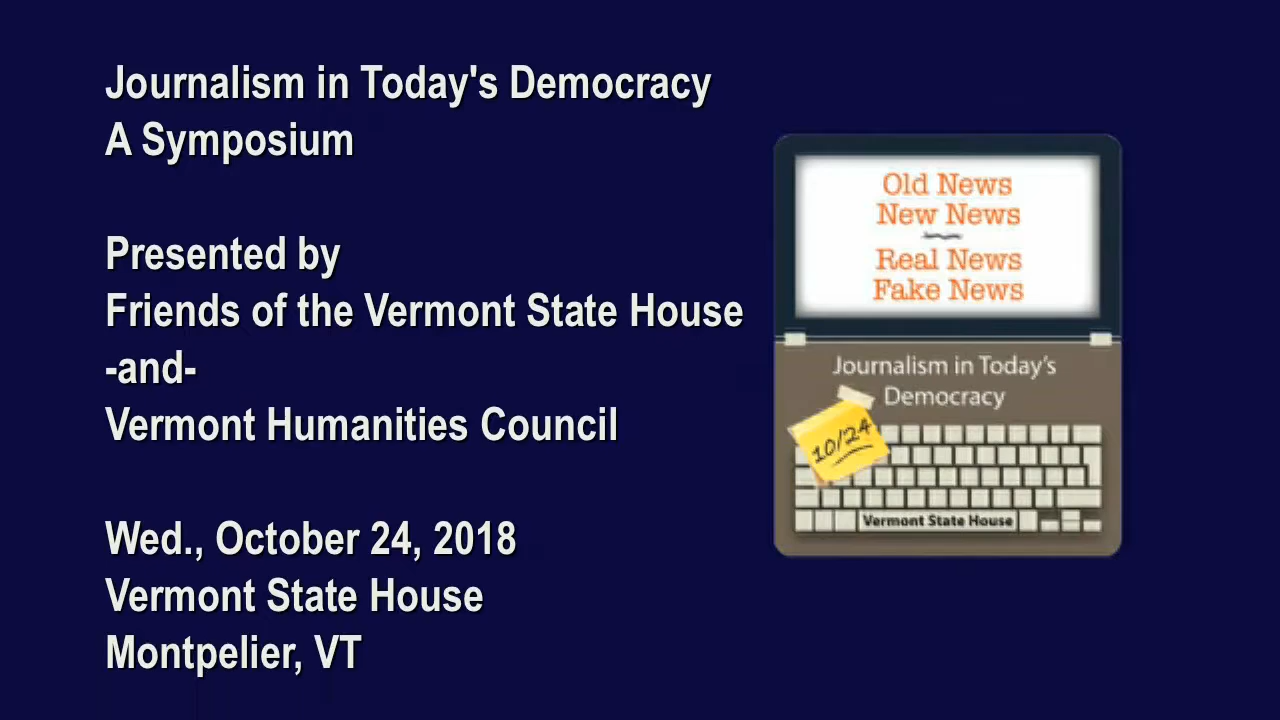 Journalism in Today's Democracy
A Symposium
Presented by
Friends of the Vermont State House
-and-
Vermont Humanities Council
Wed., October 24, 2018
Vermont State House
Montpelier, VT
Old News
New News
Real News
Fake News
Journalism in Today's
Democracy
10/24
Vermont State House